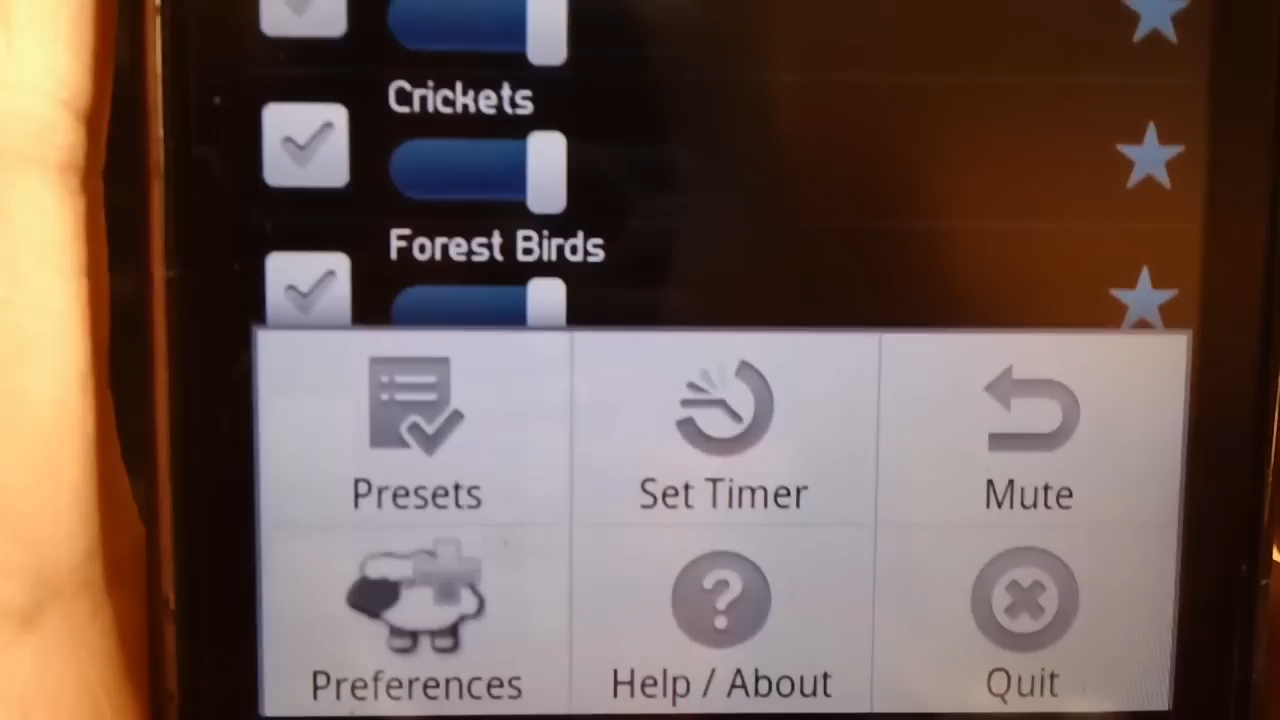 Crickets
Forest Birds
Presets
Set Timer
Mute
Preferences
Help / About
Quit